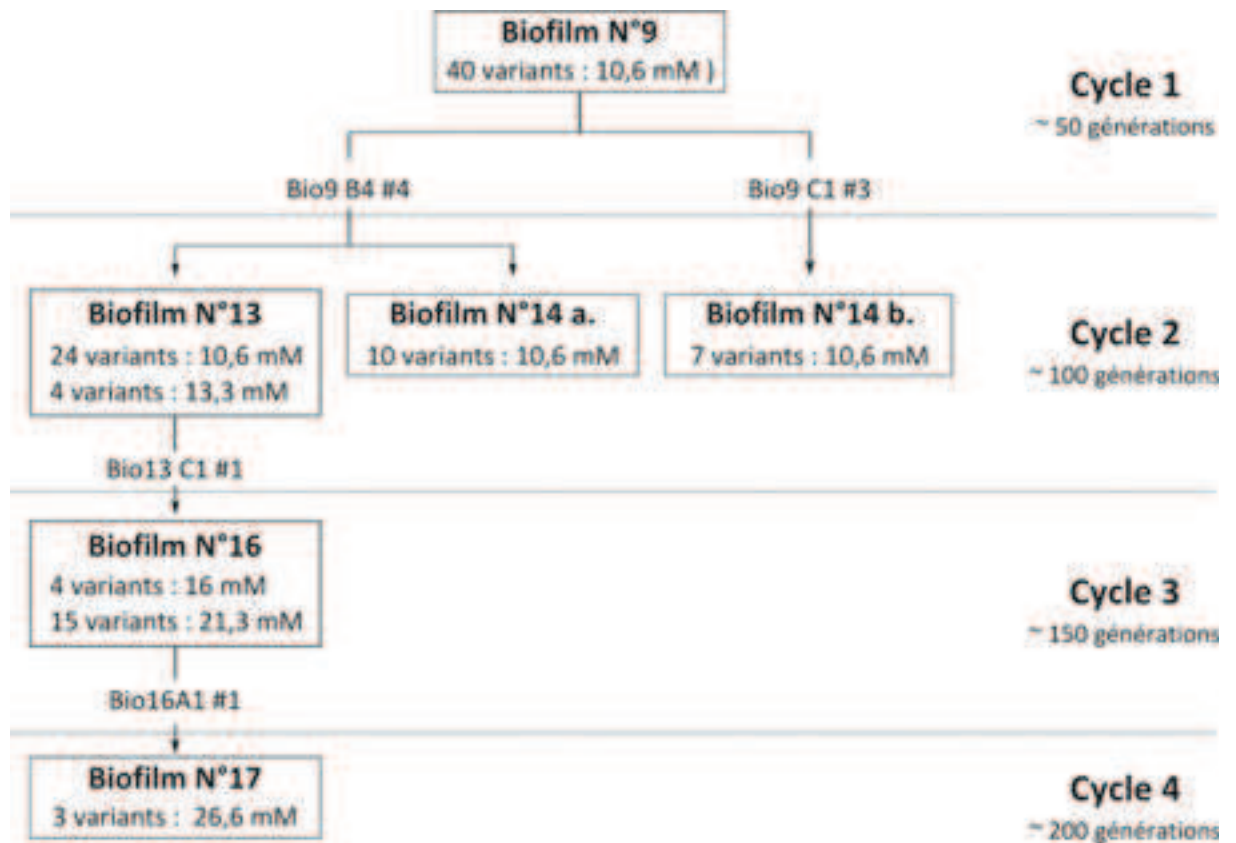 Biofilm N°9
40 variants : 10,6 mM )
Cycle 1
~ 50 générations
Bio9 B4 #4
Bio9 C1 #3
Biofilm N°13
24 variants : 10,6 mM
4 variants : 13,3 mM
Biofilm N°14 a.
10 variants : 10,6 mM
Biofilm N°14 b.
7 variants : 10,6 mM
Cycle 2
~ 100 générations
Bio13 C1 #1
Biofilm N°16
4 variants : 16 mM
15 variants : 21,3 mM
Cycle 3
~ 150 générations
Bio16A1 #1
Biofilm N°17
3 variants : 26,6 mM
Cycle 4
~ 200 générations